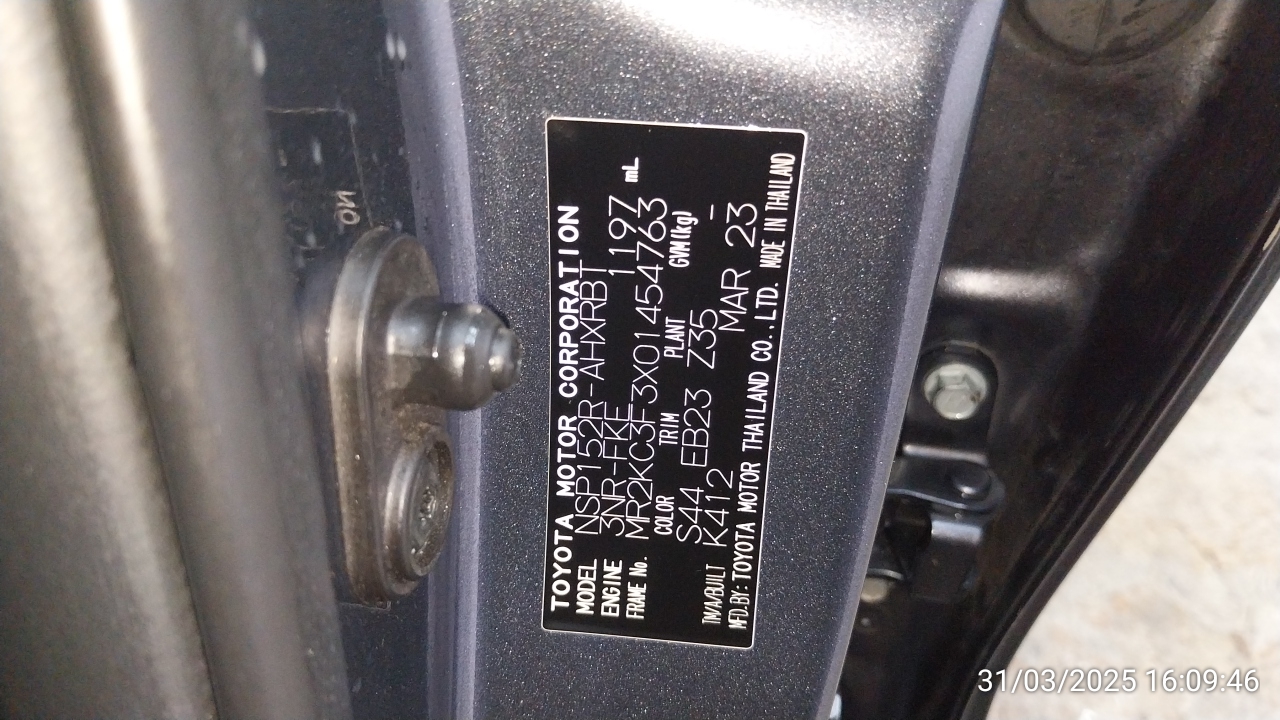 TOYOTA MOTOR CORPORATION
MODEL NSP152R-AHXRBT
ENGINE 3NR-FKE 1197 mL
FRAME No. MR2KC3F3X01454763
COLOR TRIM PLANT GVM(kg)
S44 EB23 Z35 -
TM/A/BUILT K412 MAR 23
MFD.BY: TOYOTA MOTOR THAILAND CO.,LTD. MADE IN THAILAND
31/03/2025 16:09:46